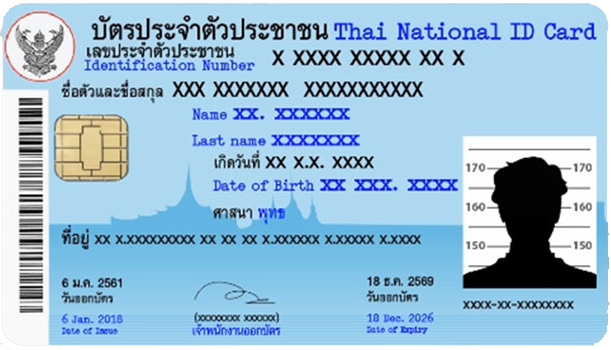 บัตรประจำตัวประชาชน Thai National ID Card
เลขประจำตัวประชาชน
Identification Number X XXXX XXXXX XX X
ชื่อตัวและชื่อสกุล XXX XXXXXXX XXXXXXXXXXX
Name XX. XXXXXX
Last name XXXXXXX
เกิดวันที่ XX X.X. XXXX
Date of Birth XX XXX. XXXX
ศาสนา พุทธ
170 170
160 160
150 150
ที่อยู่ XX X.XXXXXXXXX XX XX XX X.XXXXXX X.XXXXX X.XXXX
6 ม.ค. 2561
วันออกบัตร
6 Jan. 2018
Date of Issue
(XXXXXXXX XXXXXX)
เจ้าพนักงานออกบัตร
18 ธ.ค. 2569
วันออกบัตร
18 Dec. 2026
Date of Expiry
XXXX-XX-XXXXXXXX